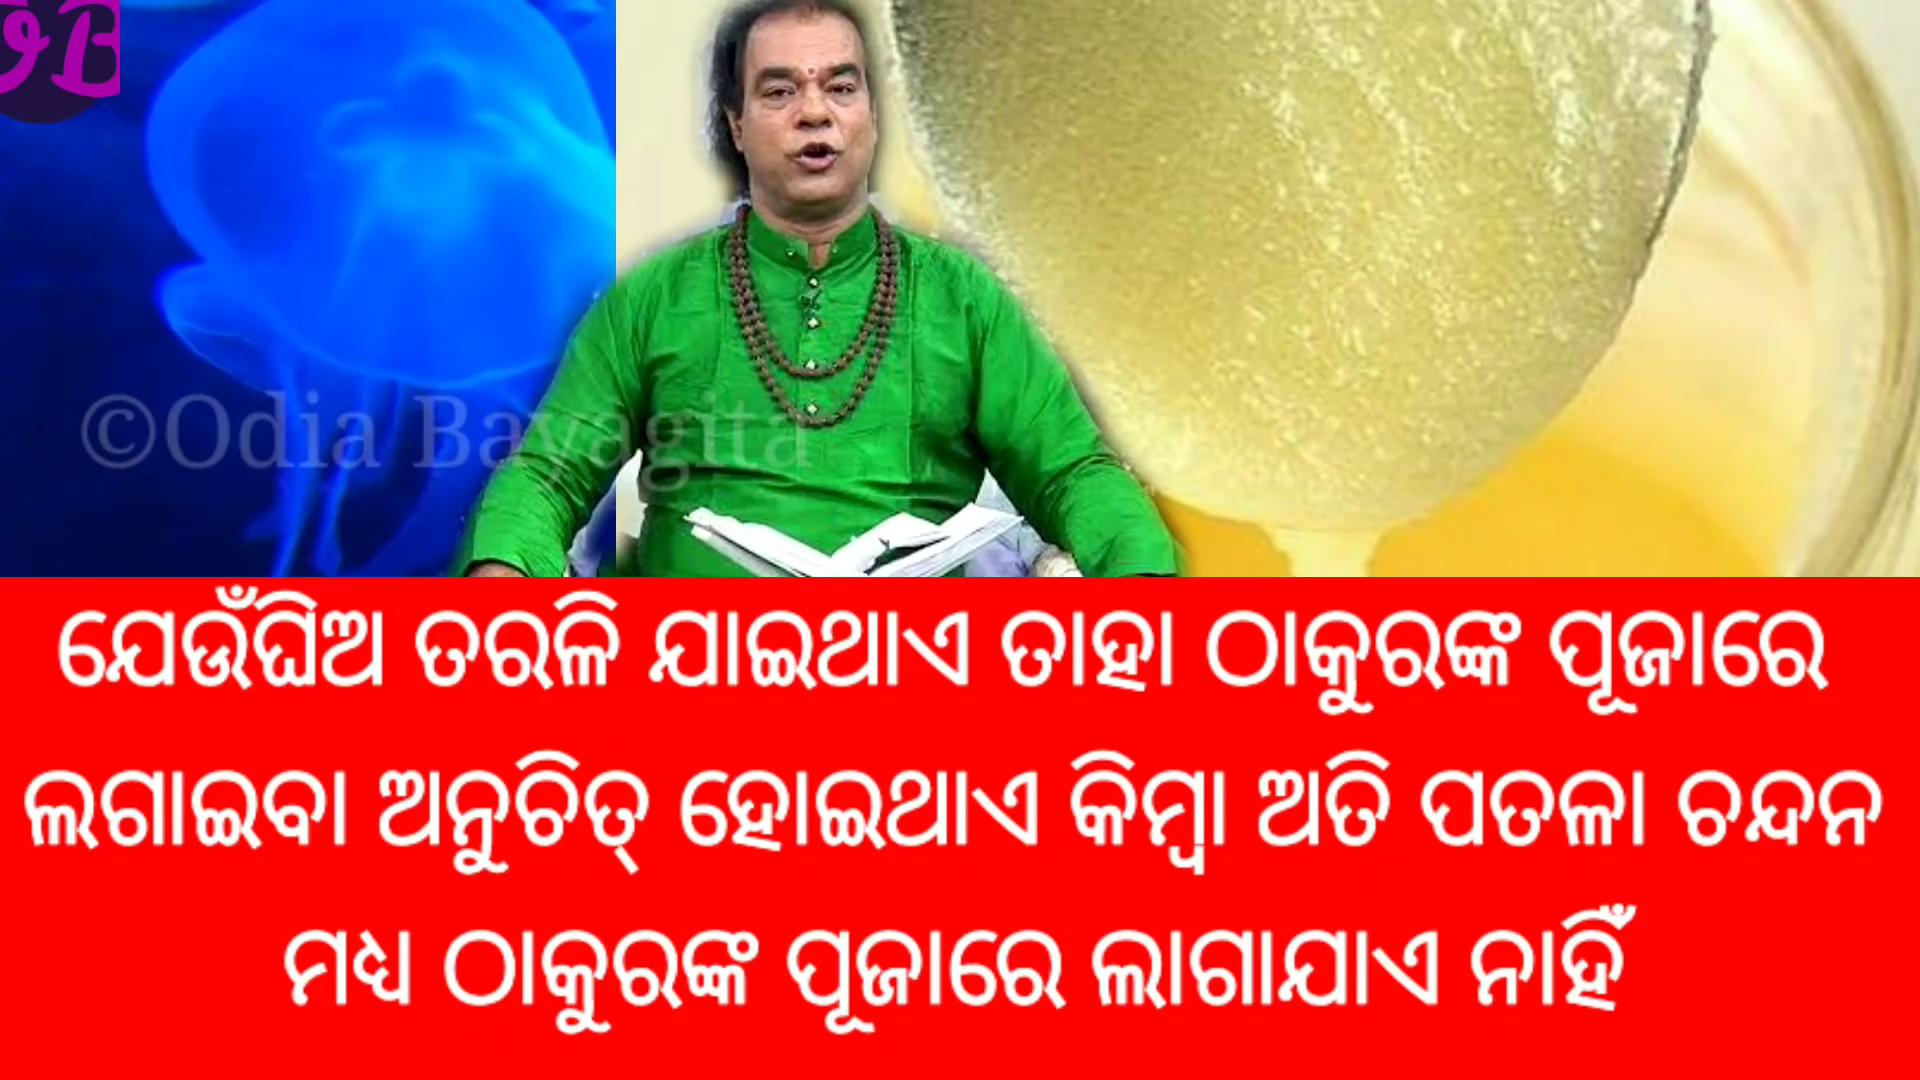 ©Odia Bayagita
ଯେଉଁଘିଅ ତରଳି ଯାଇଥାଏ ତାହା ଠାକୁରଙ୍କ ପୂଜାରେ
ଲଗାଇବା ଅନୁଚିତ୍ ହୋଇଥାଏ କିମ୍ବା ଅତି ପତଳା ଚନ୍ଦନ
ମଧ୍ଯ ଠାକୁରଙ୍କ ପୂଜାରେ ଲାଗାଯାଏ ନାହିଁ